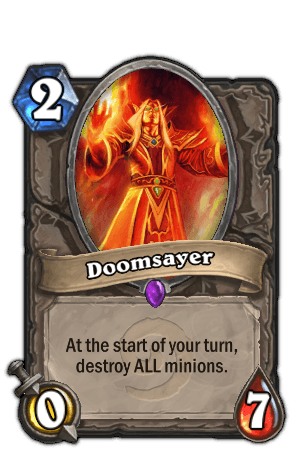 2
Doomsayer
At the start of your turn,
destroy ALL minions.
0
7